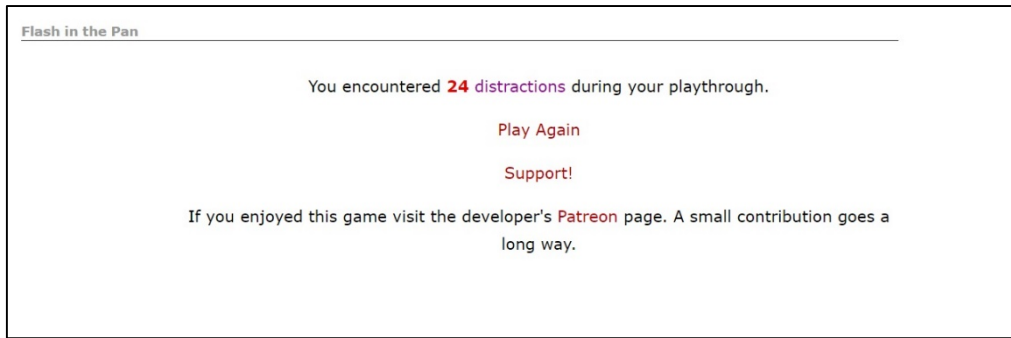 Flash in the Pan
You encountered 24 distractions during your playthrough.
Play Again
Support!
If you enjoyed this game visit the developer's Patreon page. A small contribution goes a
long way.